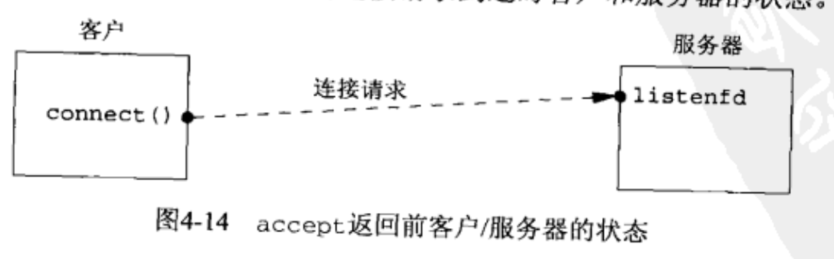 客户和服务器的状态。
客户
服务器
connect()
连接请求
listenfd
图4-14 accept返回前客户/服务器的状态